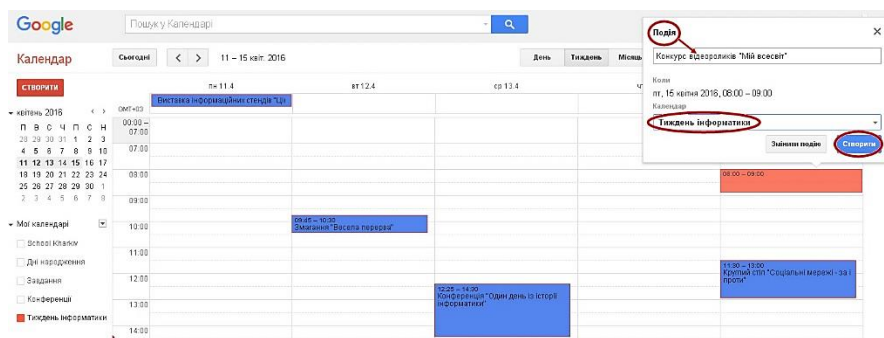 Google
Пошук у Календарі
Календар
Сьогодні
11 – 15 квіт. 2016
День
Тиждень
Місяць
Подія
Конкурс відеороликів "Мій всесвіт"
Коли
пт, 15 квітня 2016, 08:00 – 09:00
Календар
Тиждень інформатики
Змінити подію
Створити
СТВОРИТИ
пн 11.4
вт 12.4
ср 13.4
Виставка інформаційних стендів "Ці
GMT+03
00:00 –
07:00
07:00
08:00
09:00
10:00
11:00
12:00
13:00
14:00
квітень 2016
П В С Ч П С Н
28 29 30 31 1 2 3
4 5 6 7 8 9 10
11 12 13 14 15 16 17
18 19 20 21 22 23 24
25 26 27 28 29 30 1
2 3 4 5 6 7 8
Мої календарі
School Kharkiv
Дні народження
Завдання
Конференції
Тиждень інформатики
08:00 – 09:00
09:45 – 10:30
Змагання "Весела перерва"
11:30 – 13:00
Круглий стіл "Соціальні мережі - за і
проти"
12:25 – 14:30
Конференція "Один день із історії
інформатики"